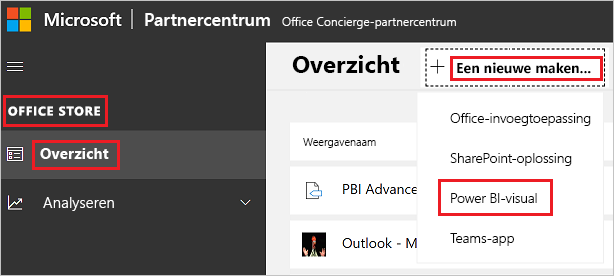 Microsoft Partnercentrum Office Concierge-partnercentrum
OFFICE STORE
Overzicht
Analyseren
Overzicht
Een nieuwe maken...
Office-invoegtoepassing
SharePoint-oplossing
Power BI-visual
Teams-app
Weergavenaam
PBI Advance
Outlook - M